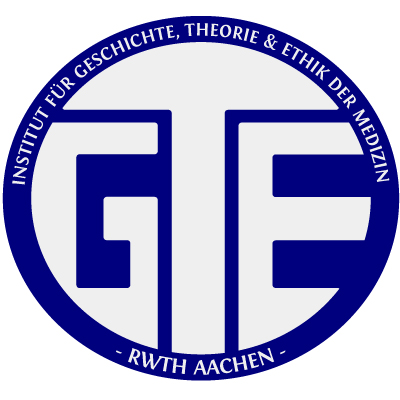 INSTITUT FÜR GESCHICHTE, THEORIE & ETHIK DER MEDIZIN
GTE
- RWTH AACHEN -